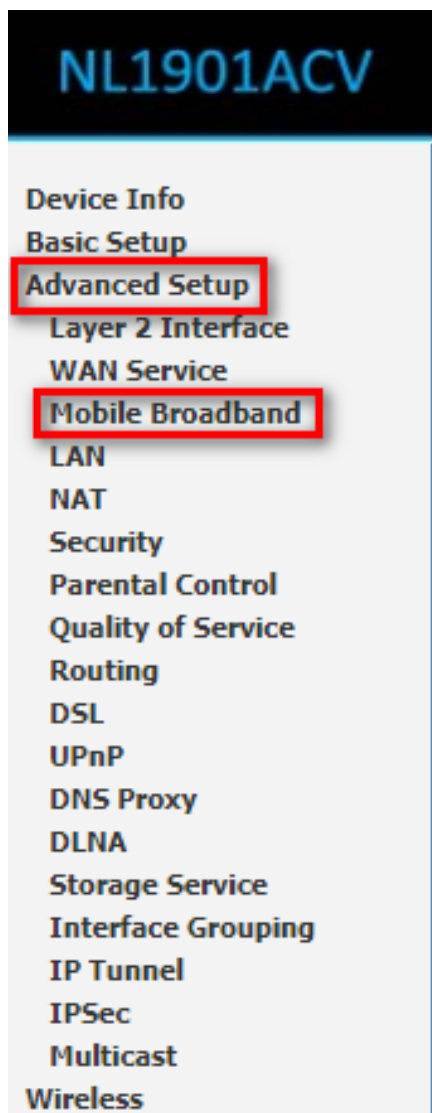 NL1901ACV
Device Info
Basic Setup
Advanced Setup
Layer 2 Interface
WAN Service
Mobile Broadband
LAN
NAT
Security
Parental Control
Quality of Service
Routing
DSL
UPnP
DNS Proxy
DLNA
Storage Service
Interface Grouping
IP Tunnel
IPSec
Multicast
Wireless